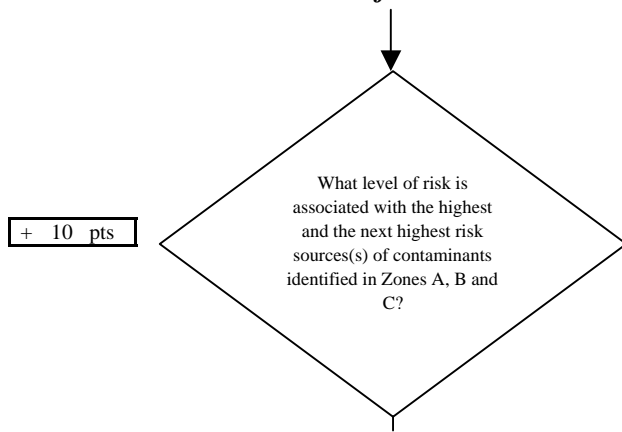 What level of risk is
associated with the highest
and the next highest risk
sources(s) of contaminants
identified in Zones A, B and
C?
+ 10 pts